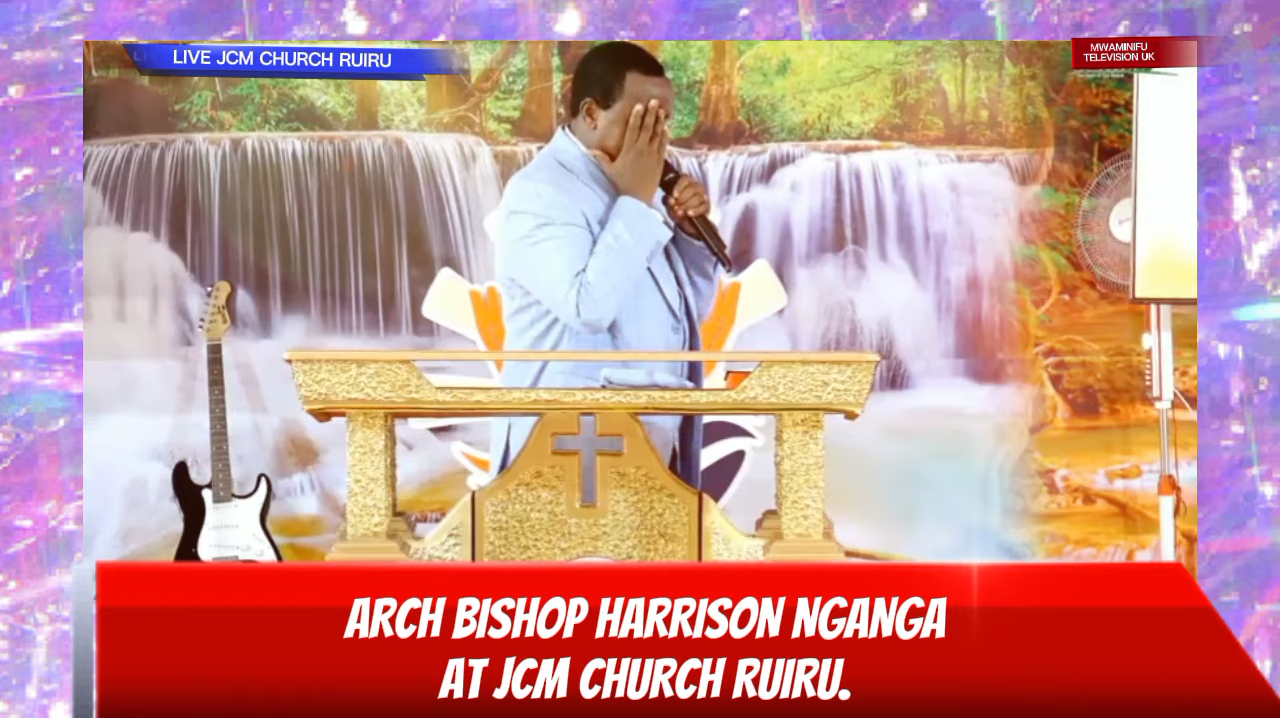 LIVE JCM CHURCH RUIRU
MWAMINIFU
TELEVISION UK
ARCH BISHOP HARRISON NGANGA
AT JCM CHURCH RUIRU.